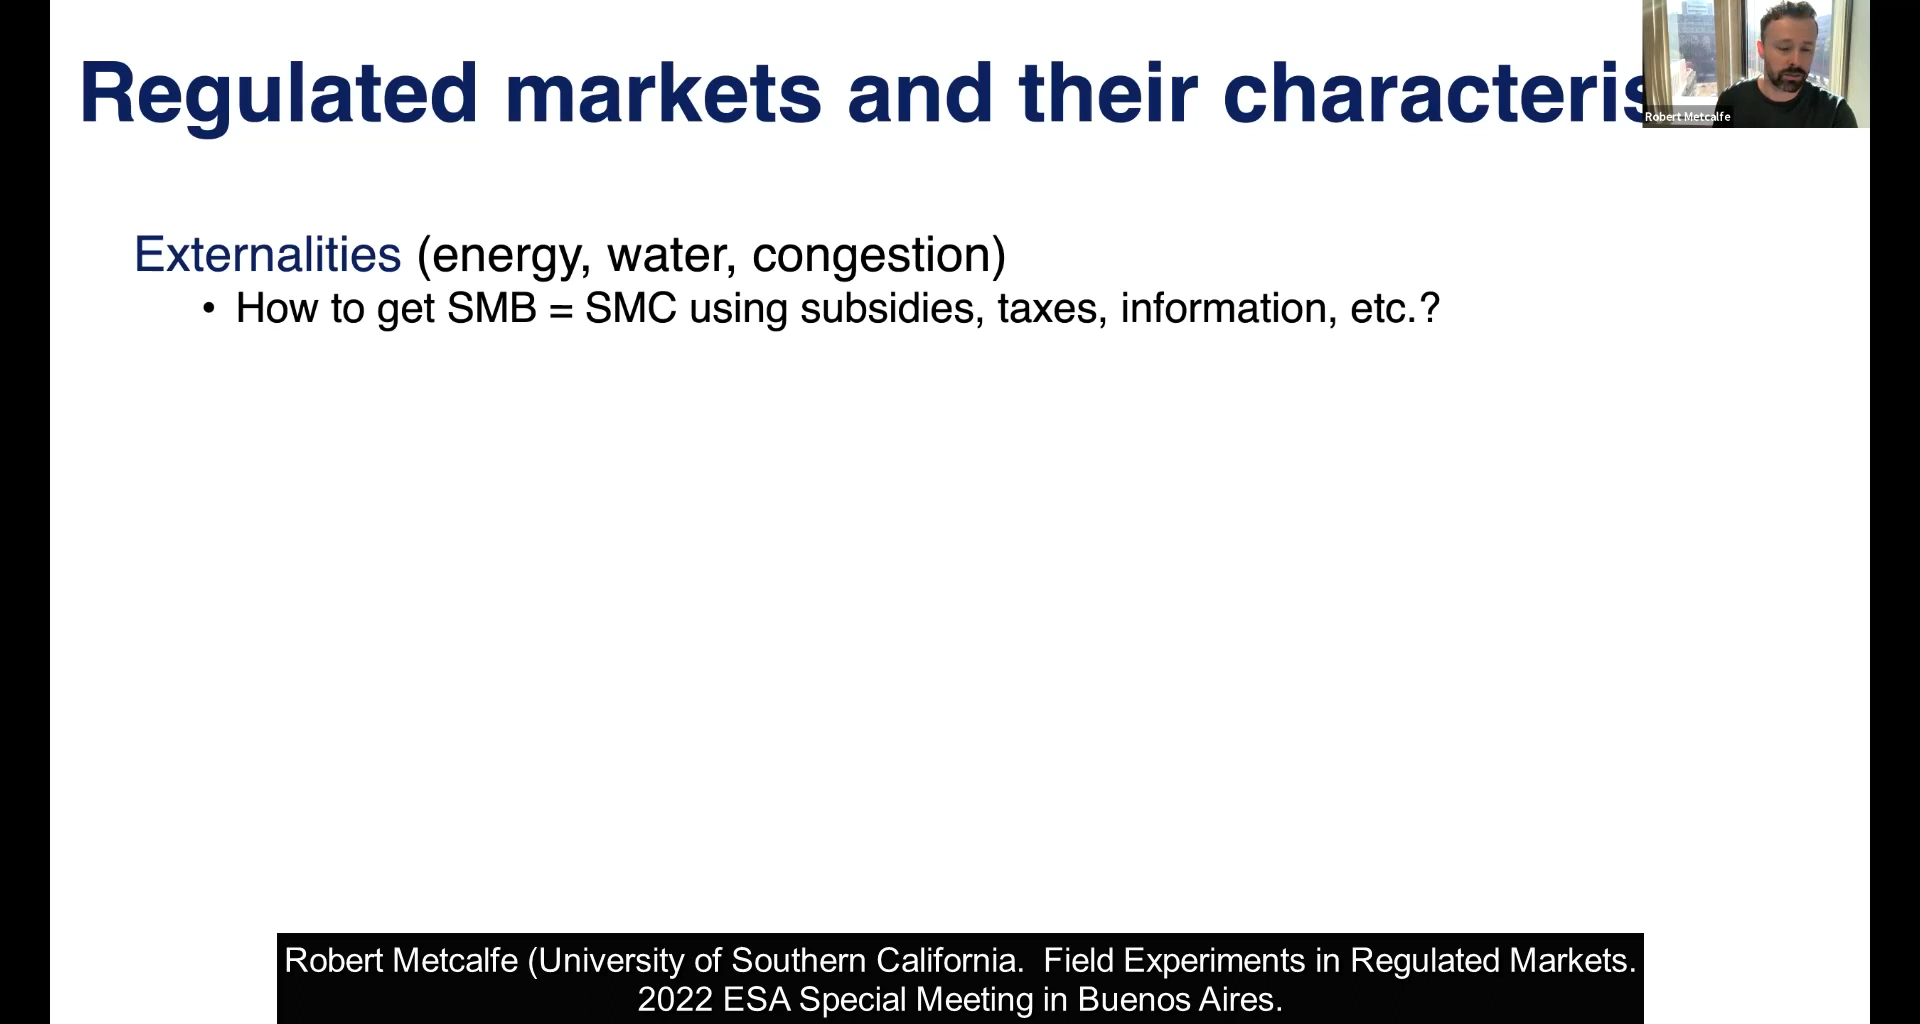 Regulated markets and their characteris
Robert Metcalfe
Externalities (energy, water, congestion)
• How to get SMB = SMC using subsidies, taxes, information, etc.?
Robert Metcalfe (University of Southern California.  Field Experiments in Regulated Markets.
2022 ESA Special Meeting in Buenos Aires.